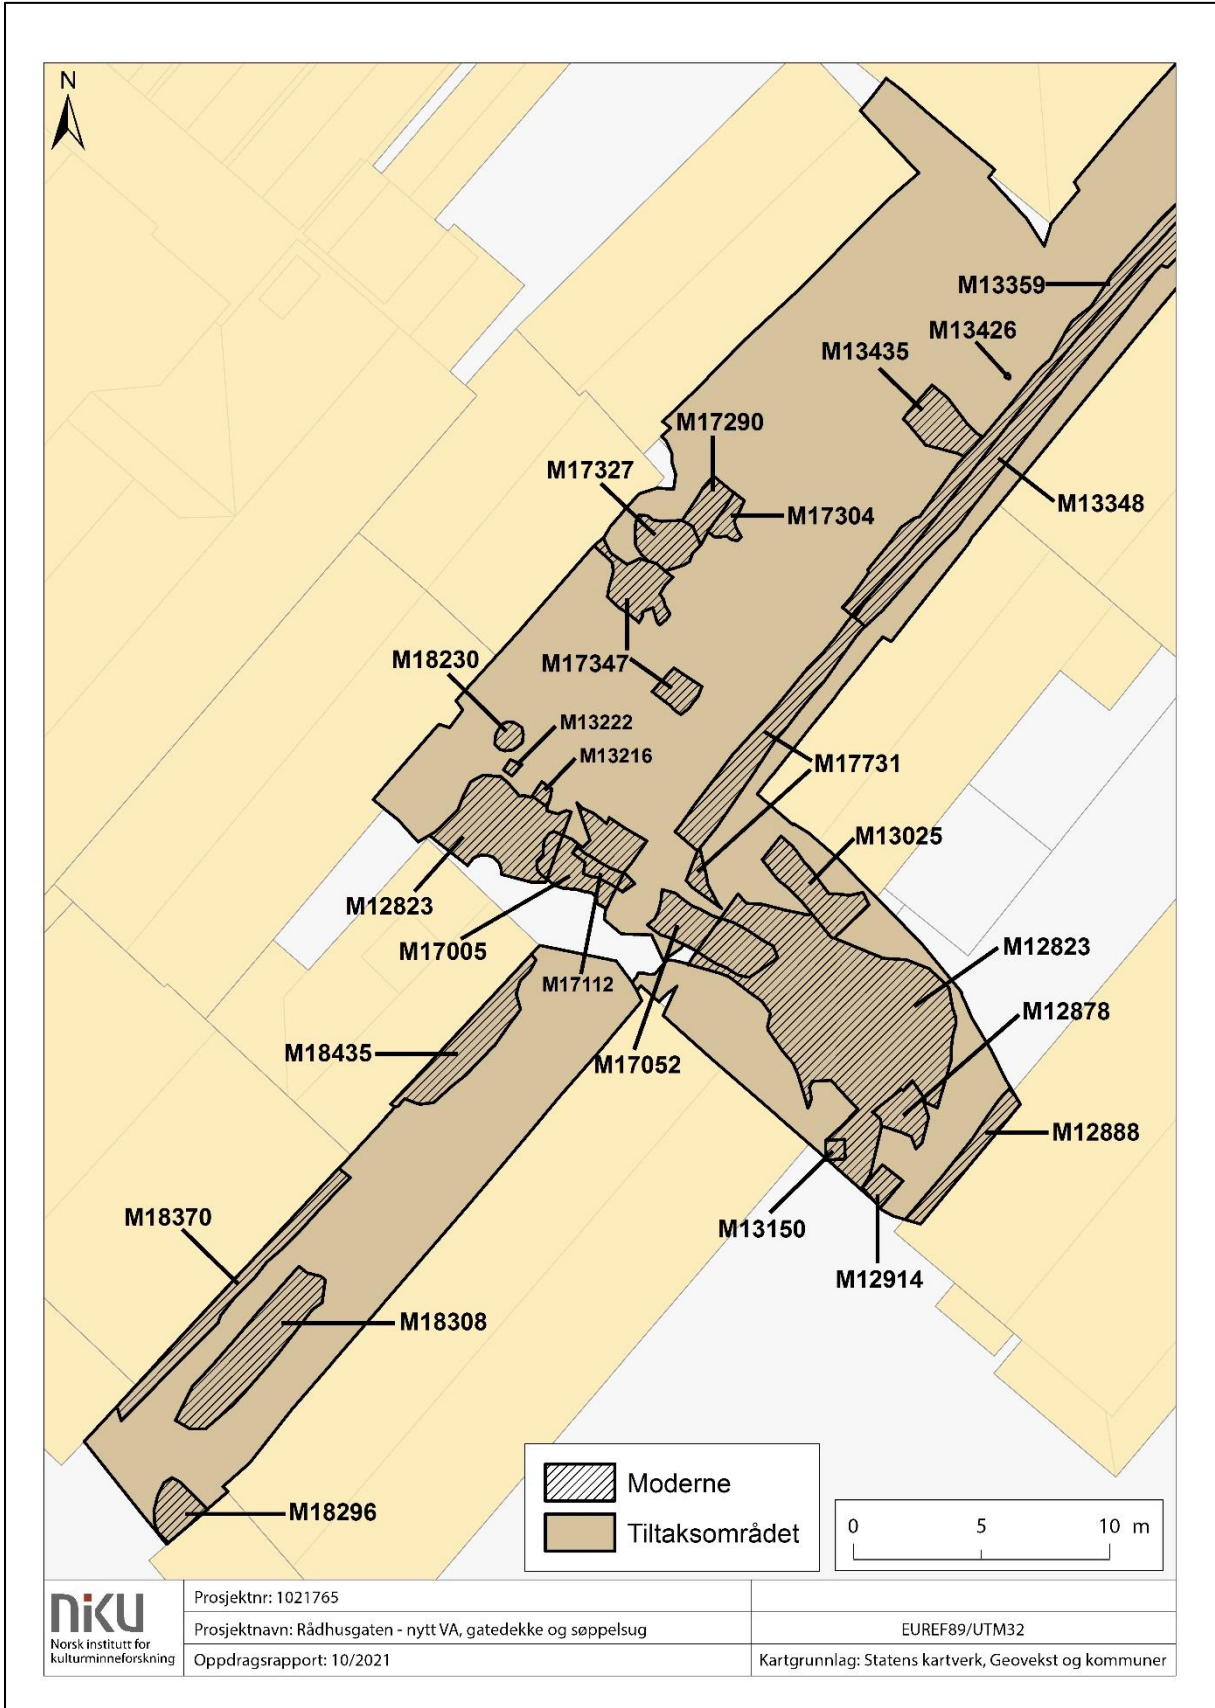 N
M13359
M13426
M13435
M17290
M17327
M13348
M17304
M17347
M18230
M13222
M13216
M17731
M13025
M12823
M17005
M12823
M17112
M12878
M18435
M17052
M12888
M18370
M13150
M12914
M18308
M18296
Moderne
Tiltaksområdet
0 5 10 m
niku
Norsk institutt for
kulturminneforskning
Prosjektnr: 1021765
Prosjektnavn: Rådhusgaten - nytt VA, gatedekke og søppelsug
EUREF89/UTM32
Oppdragsrapport: 10/2021
Kartgrunnlag: Statens kartverk, Geovekst og kommuner